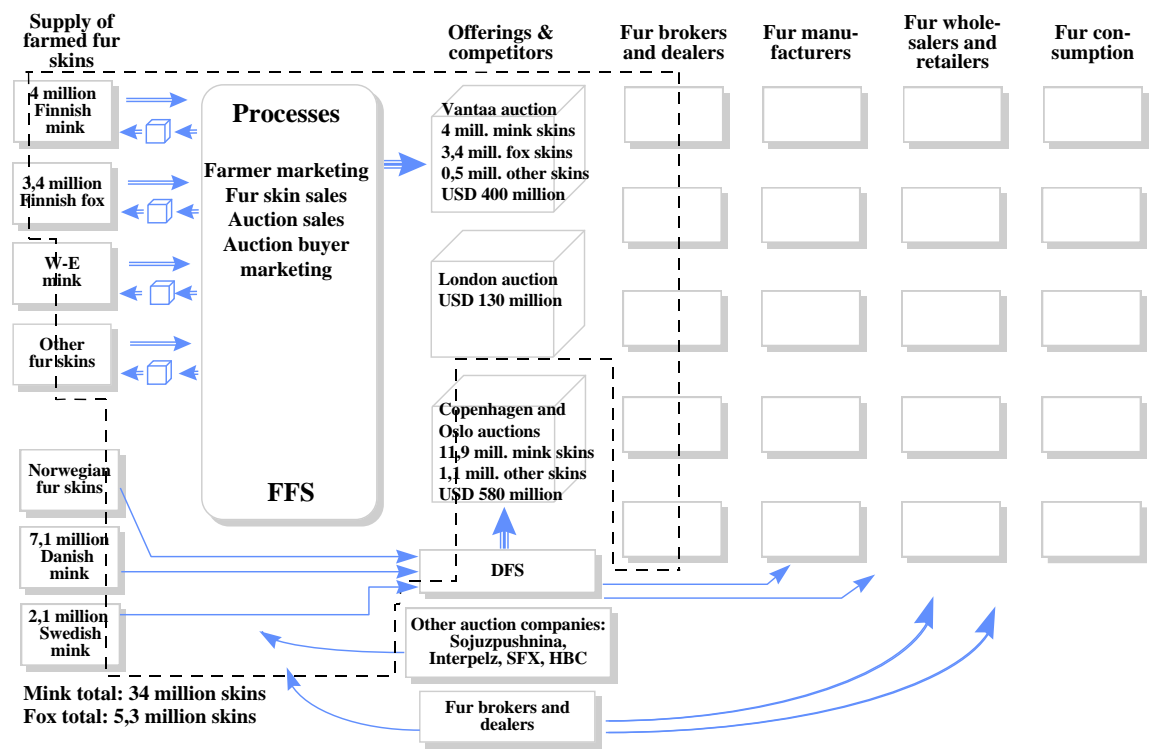 Supply of
farmed fur
skins
Offerings &
competitors
Fur brokers
and dealers
Fur manu-
facturers
Fur whole-
salers and
retailers
Fur con-
sumption
4 million
Finnish
mink
3,4 million
Finnish fox
W-E
mink
Other
fur skins
Norwegian
fur skins
7,1 million
Danish
mink
2,1 million
Swedish
mink
Processes
Farmer marketing
Fur skin sales
Auction sales
Auction buyer
marketing
FFS
Vantaa auction
4 mill. mink skins
3,4 mill. fox skins
0,5 mill. other skins
USD 400 million
London auction
USD 130 million
Copenhagen and
Oslo auctions
11,9 mill. mink skins
1,1 mill. other skins
USD 580 million
DFS
Other auction companies:
Sojuzpushnina,
Interpelz, SFX, HBC
Fur brokers and
dealers
Mink total: 34 million skins
Fox total: 5,3 million skins